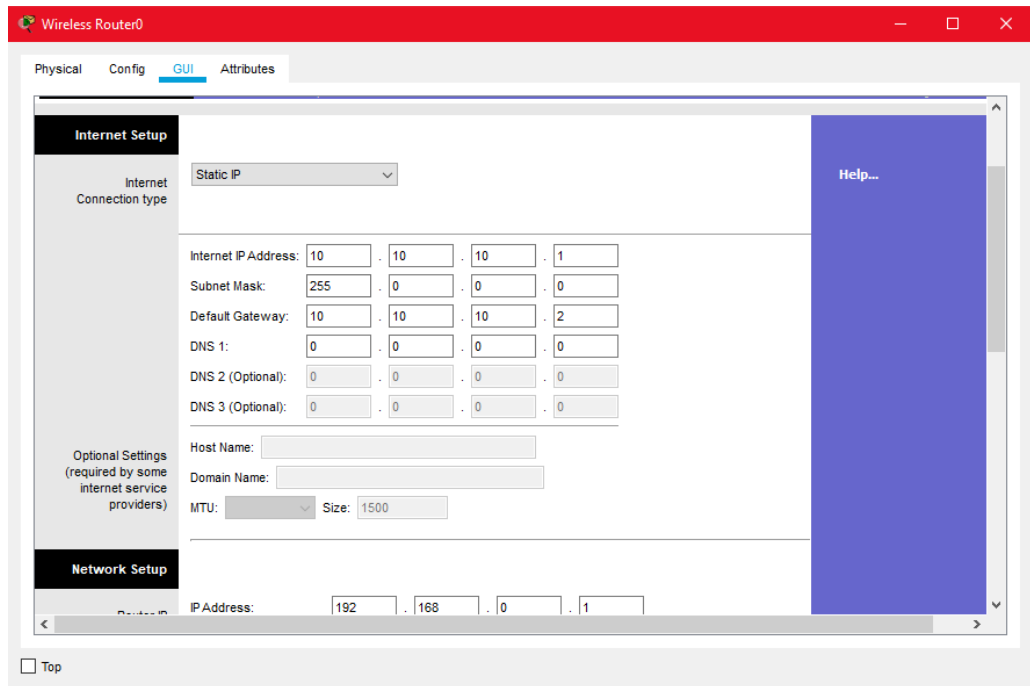 Wireless Router0
Physical Config GUI Attributes
Internet Setup
Internet
Connection type
Static IP
Help...
Internet IP Address: 10 . 10 . 10 . 1
Subnet Mask: 255 . 0 . 0 . 0
Default Gateway: 10 . 10 . 10 . 2
DNS 1: 0 . 0 . 0 . 0
DNS 2 (Optional): 0 . 0 . 0 . 0
DNS 3 (Optional): 0 . 0 . 0 . 0
Optional Settings
(required by some
internet service
providers)
Host Name:
Domain Name:
MTU: Size: 1500
Network Setup
Router IP
IP Address: 192 . 168 . 0 . 1
Top